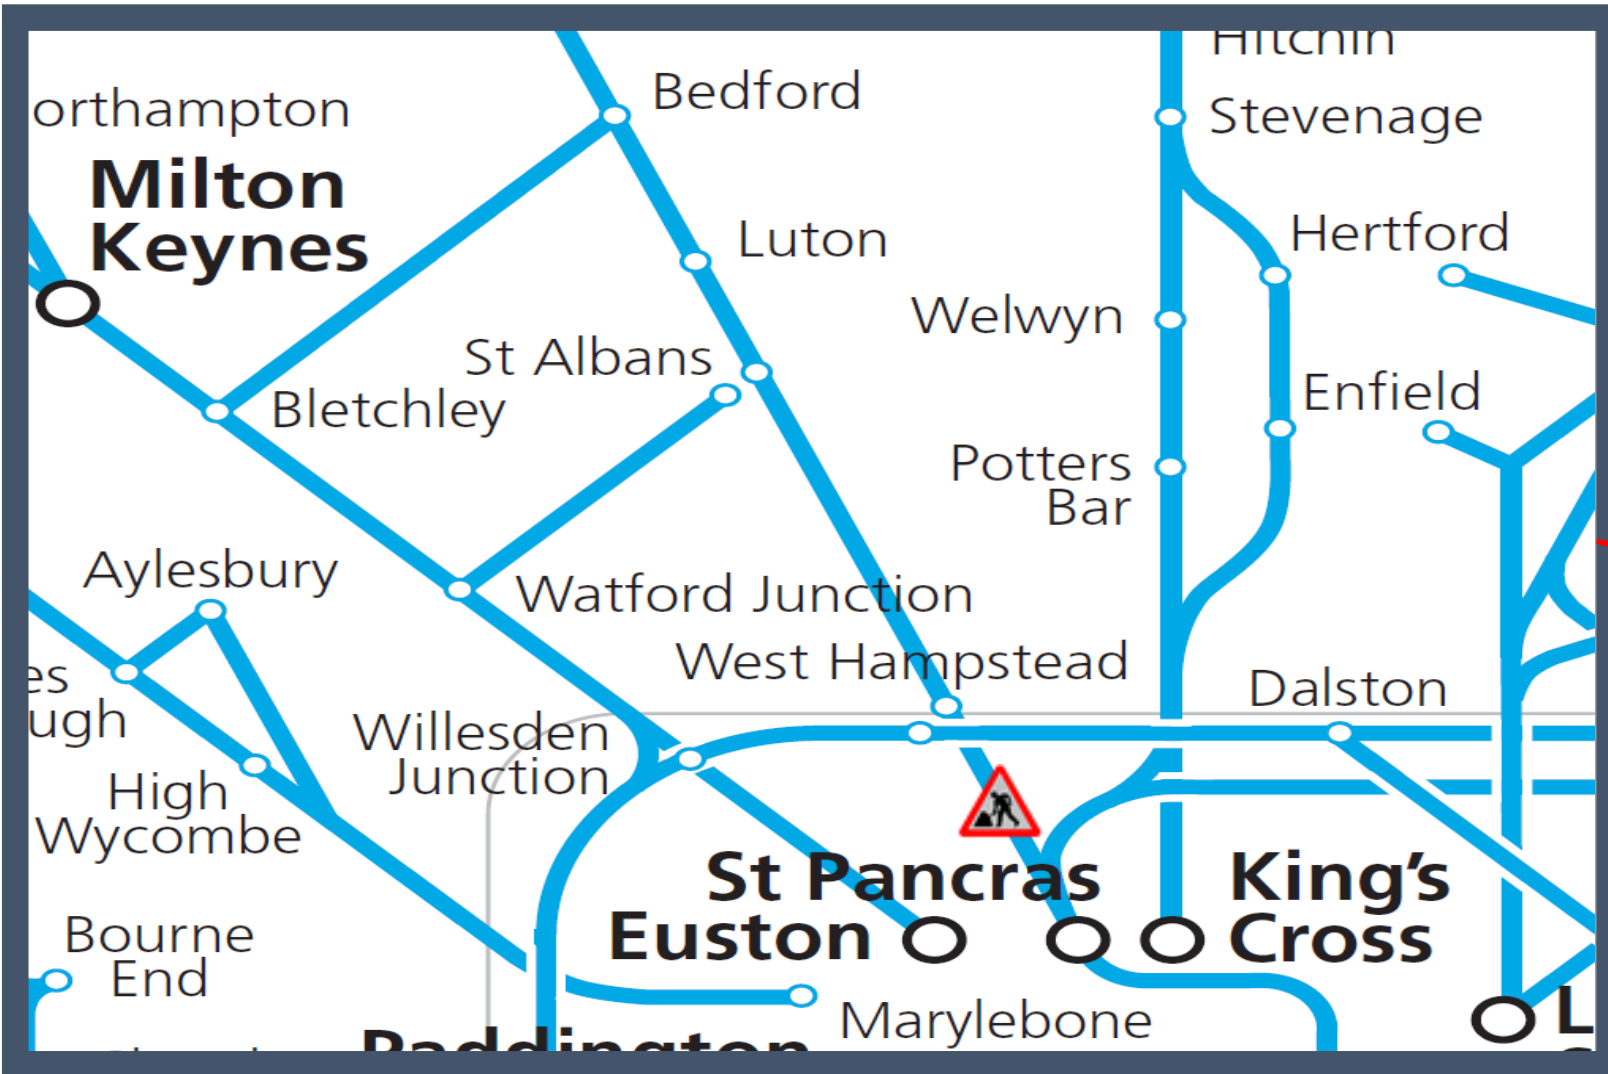 Hitchin
Bedford
orthampton
Stevenage
Milton
Keynes
Luton
Hertford
Welwyn
St Albans
Bletchley
Enfield
Potters
Bar
Aylesbury
Watford Junction
West Hampstead
es
ugh
Dalston
Willesden
Junction
High
Wycombe
St Pancras
King's
Euston
Cross
Bourne
End
Marylebone
L
Paddington